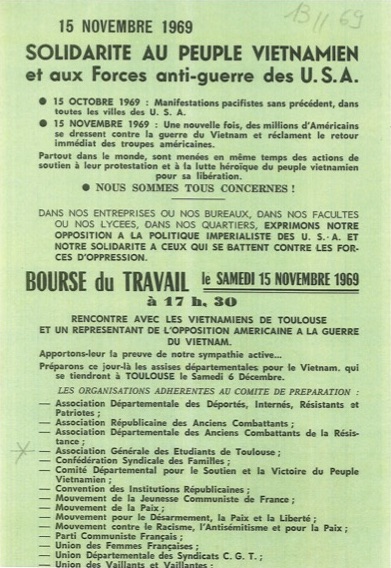 13/11 69
15 NOVEMBRE 1969
SOLIDARITE AU PEUPLE VIETNAMIEN
et aux Forces anti-guerre des U.S.A.
● 15 OCTOBRE 1969 : Manifestations pacifistes sans précédent, dans
toutes les villes des U. S. A.
● 15 NOVEMBRE 1969 : Une nouvelle fois, des millions d'Américains
se dressent contre la guerre du Vietnam et réclament le retour
immédiat des troupes américaines.
Partout dans le monde, sont menées en même temps des actions de
soutien à leur protestation et à la lutte héroïque du peuple vietnamien
pour sa libération.
● NOUS SOMMES TOUS CONCERNES !
DANS NOS ENTREPRISES OU NOS BUREAUX, DANS NOS FACULTES
OU NOS LYCEES, DANS NOS QUARTIERS, EXPRIMONS NOTRE
OPPOSITION A LA POLITIQUE IMPERIALISTE DES U. S.·A. ET
NOTRE SOLIDARITE A CEUX QUI SE BATTENT CONTRE LES FOR-
CES D'OPPRESSION.
BOURSE du TRAVAIL le SAMEDI 15 NOVEMBRE 1969
à 17 h. 30
RENCONTRE AVEC LES VIETNAMIENS DE TOULOUSE
ET UN REPRESENTANT DE L'OPPOSITION AMERICAINE A LA GUERRE
DU VIETNAM.
Apportons-leur la preuve de notre sympathie active...
Préparons ce jour-là les assises départementales pour le Vietnam. qui
se tiendront à TOULOUSE le Samedi 6 Décembre.
LES ORGANISATIONS ADHERENTES AU COMITE DE PREPARATION :
— Association Départementale des Déportés, Internés, Résistants et
Patriotes ;
— Association Républicaine des Anciens Combattants ;
— Association Départementale des Anciens Combattants de la Résis-
tance ;
— Association Générale des Etudiants de Toulouse ;
— Confédération Syndicale des Familles ;
— Comité Départemental pour le Soutien et la Victoire du Peuple
Vietnamien ;
— Convention des Institutions Républicaines ;
— Mouvement de la Jeunesse Communiste de France ;
— Mouvement de la Paix ;
— Mouvement pour le Désarmement, la Paix et la Liberté ;
— Mouvement contre le Racisme, l'Antisémitisme et pour la Paix ;
— Parti Communiste Français ;
— Union des Femmes Françaises ;
— Union Départementale des Syndicats C. G. T. ;
— Union des Vaillants et Vaillantes ;